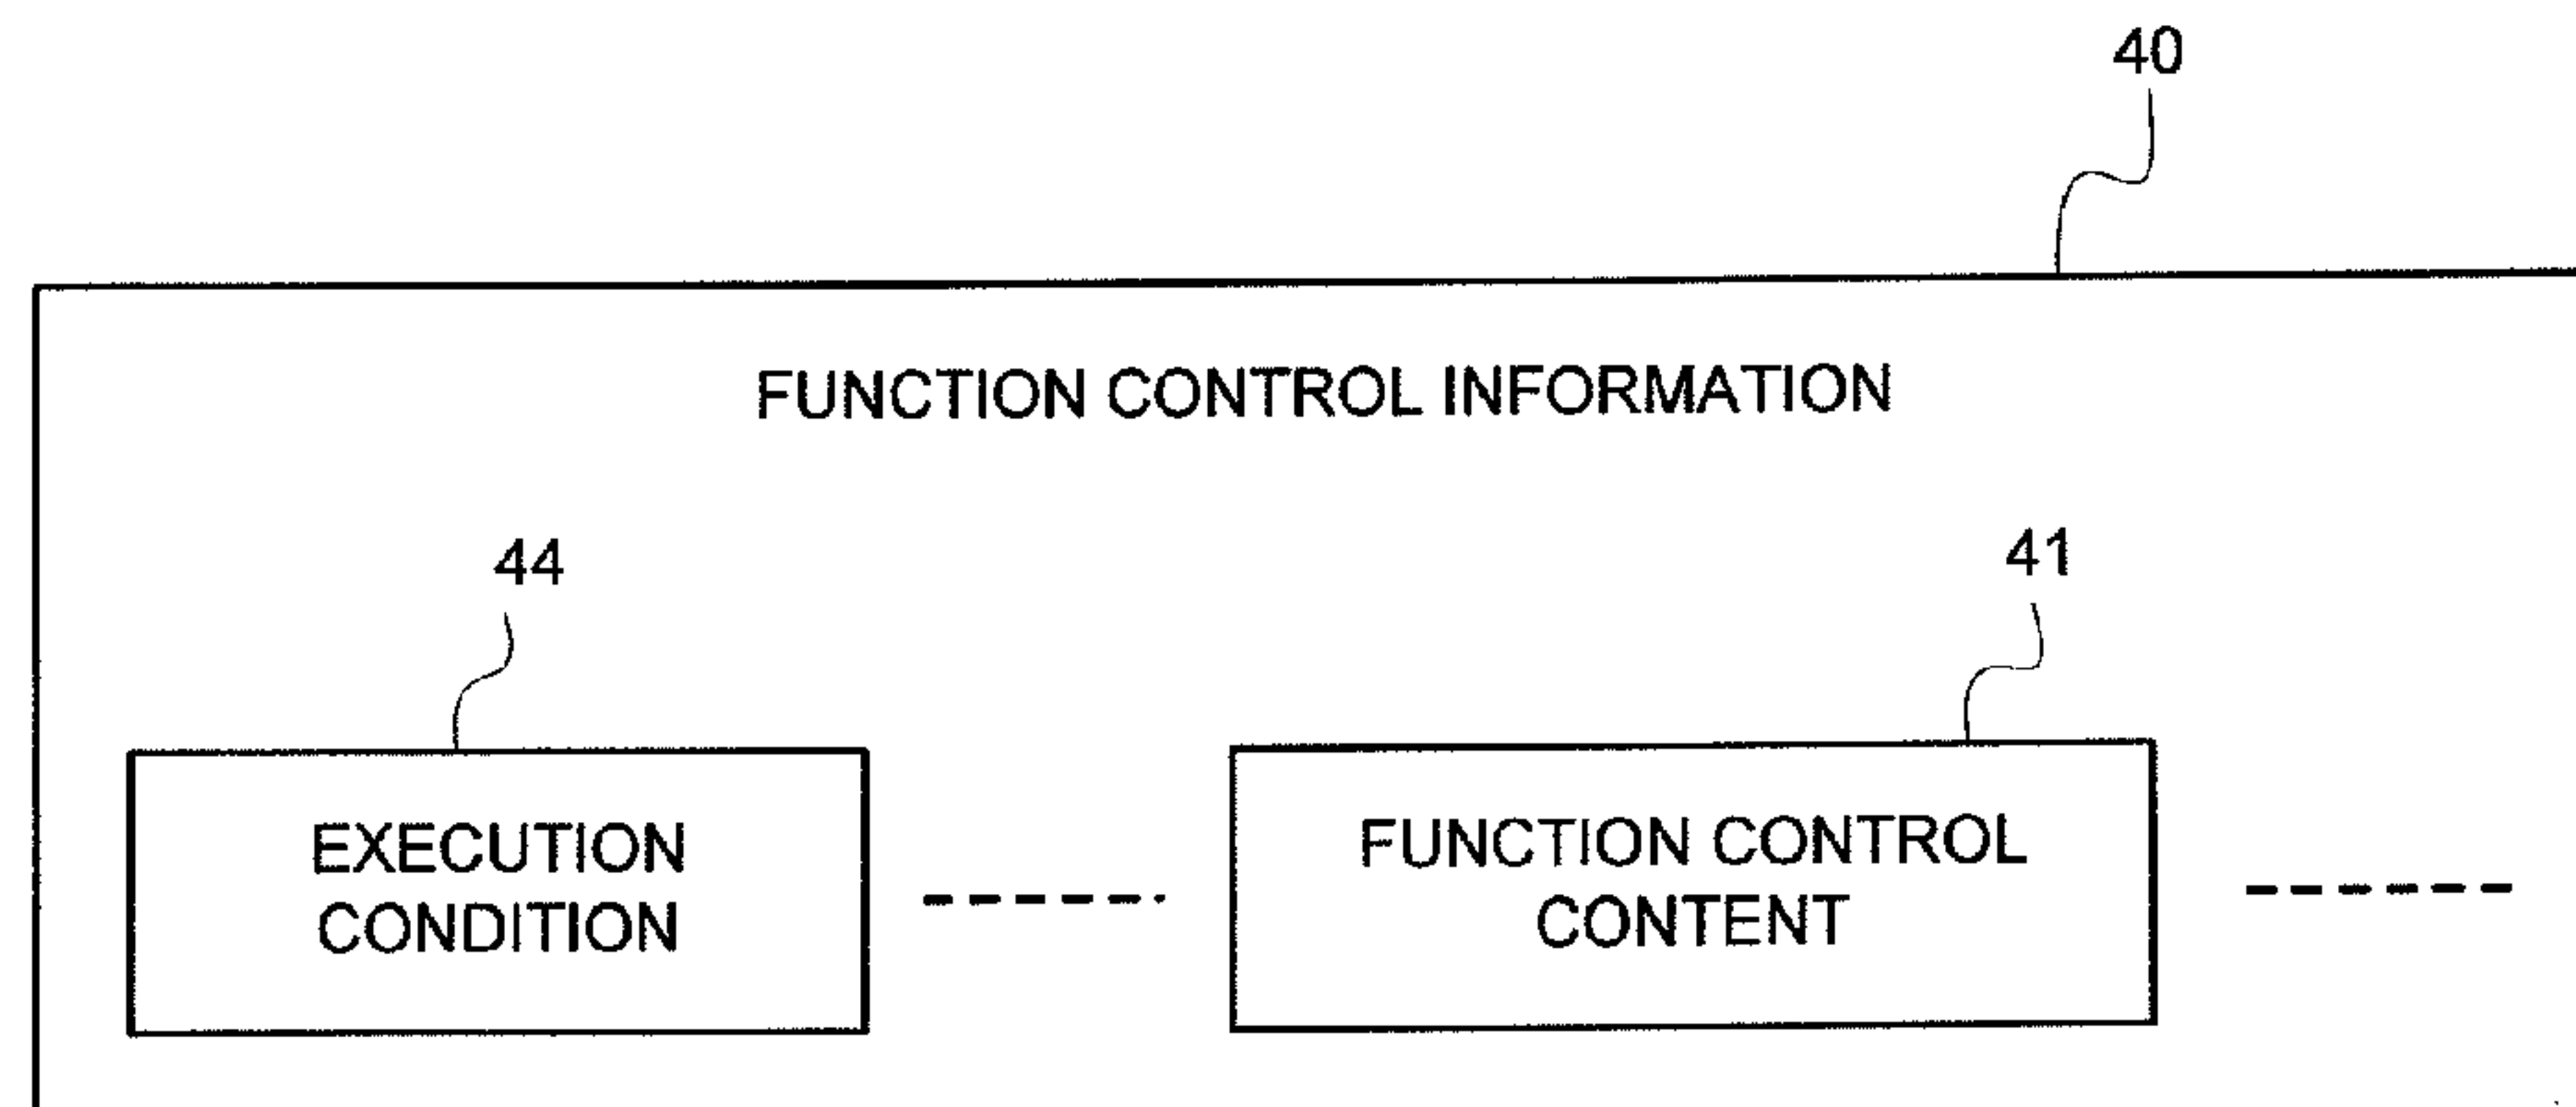 40
FUNCTION CONTROL INFORMATION
44
41
EXECUTION
CONDITION
FUNCTION CONTROL
CONTENT